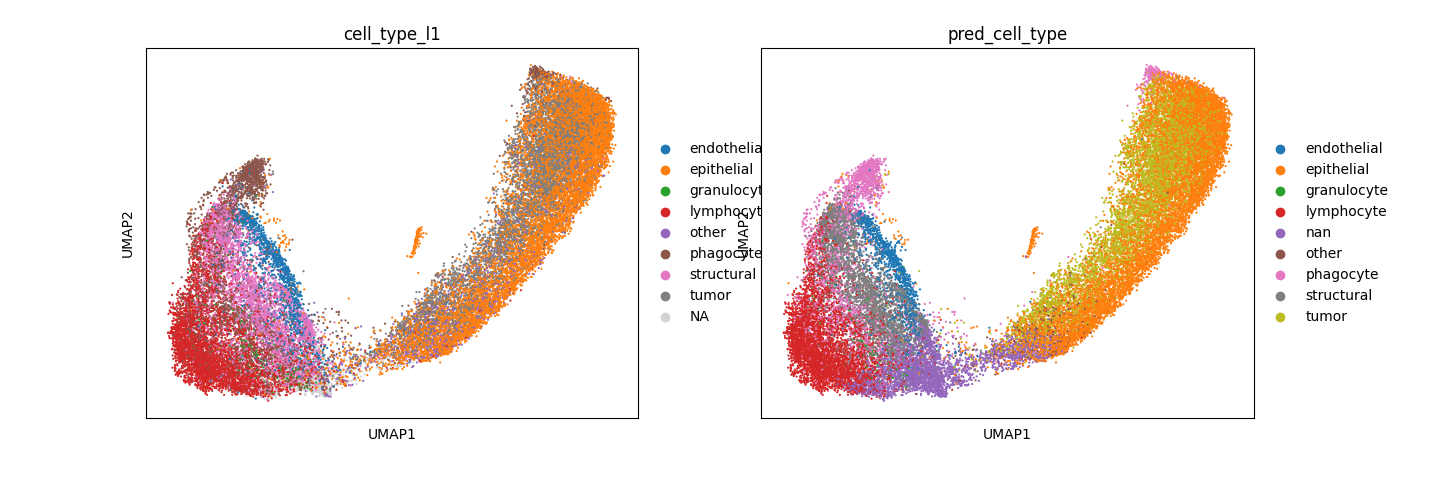 cell_type_l1
endothelia
epithelial
granulocyt
lymphocyt
other
phagocyte
structural
tumor
NA
UMAP2
UMAP1
pred_cell_type
endothelial
epithelial
granulocyte
lymphocyte
nan
other
phagocyte
structural
tumor
UMAP2
UMAP1